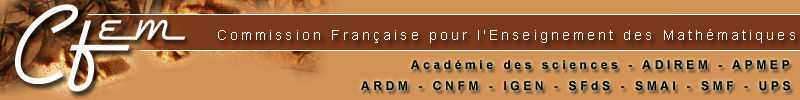 CfEM
Commission Française pour l'Enseignement des Mathématiques
Académie des sciences - ADIREM - APMEP
ARDM - CNFM - IGEN - SFdS - SMAI - SMF - UPS